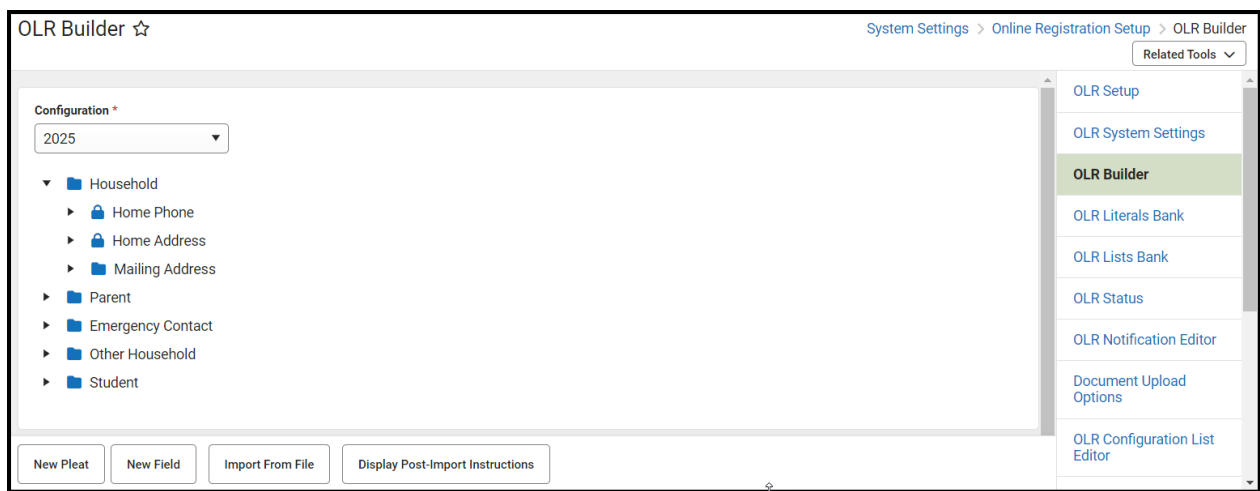 OLR Builder
System Settings > Online Registration Setup > OLR Builder
Related Tools
Configuration *
2025
Household
Home Phone
Home Address
Mailing Address
Parent
Emergency Contact
Other Household
Student
New Pleat
New Field
Import From File
Display Post-Import Instructions
OLR Setup
OLR System Settings
OLR Builder
OLR Literals Bank
OLR Lists Bank
OLR Status
OLR Notification Editor
Document Upload
Options
OLR Configuration List
Editor